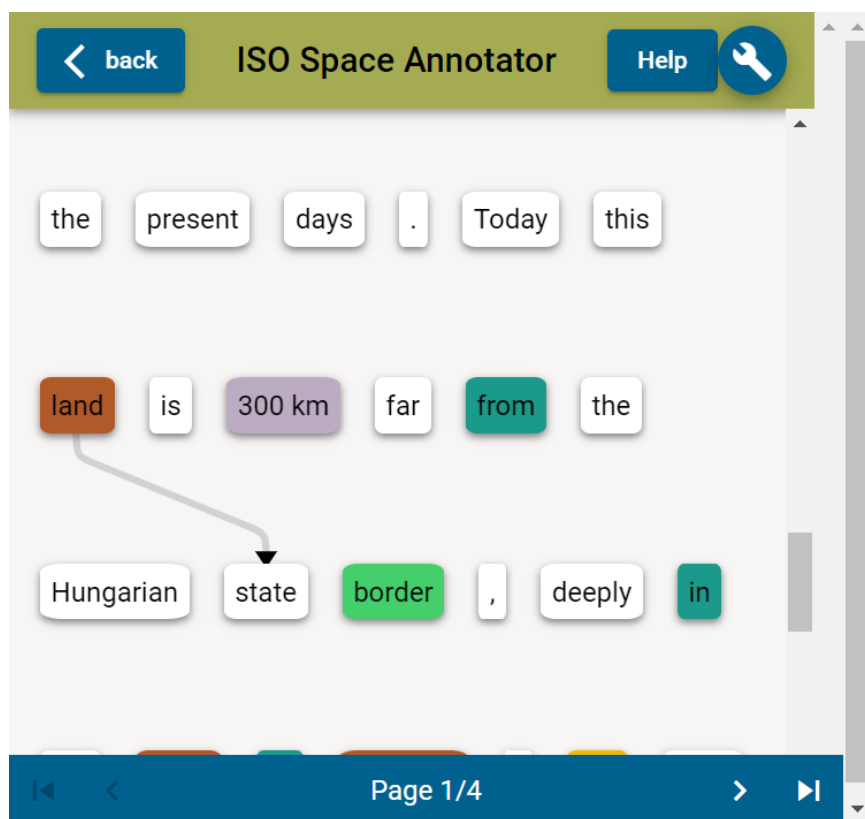 back ISO Space Annotator Help
the present days . Today this
land is 300 km far from the
Hungarian state border , deeply in
Page 1/4